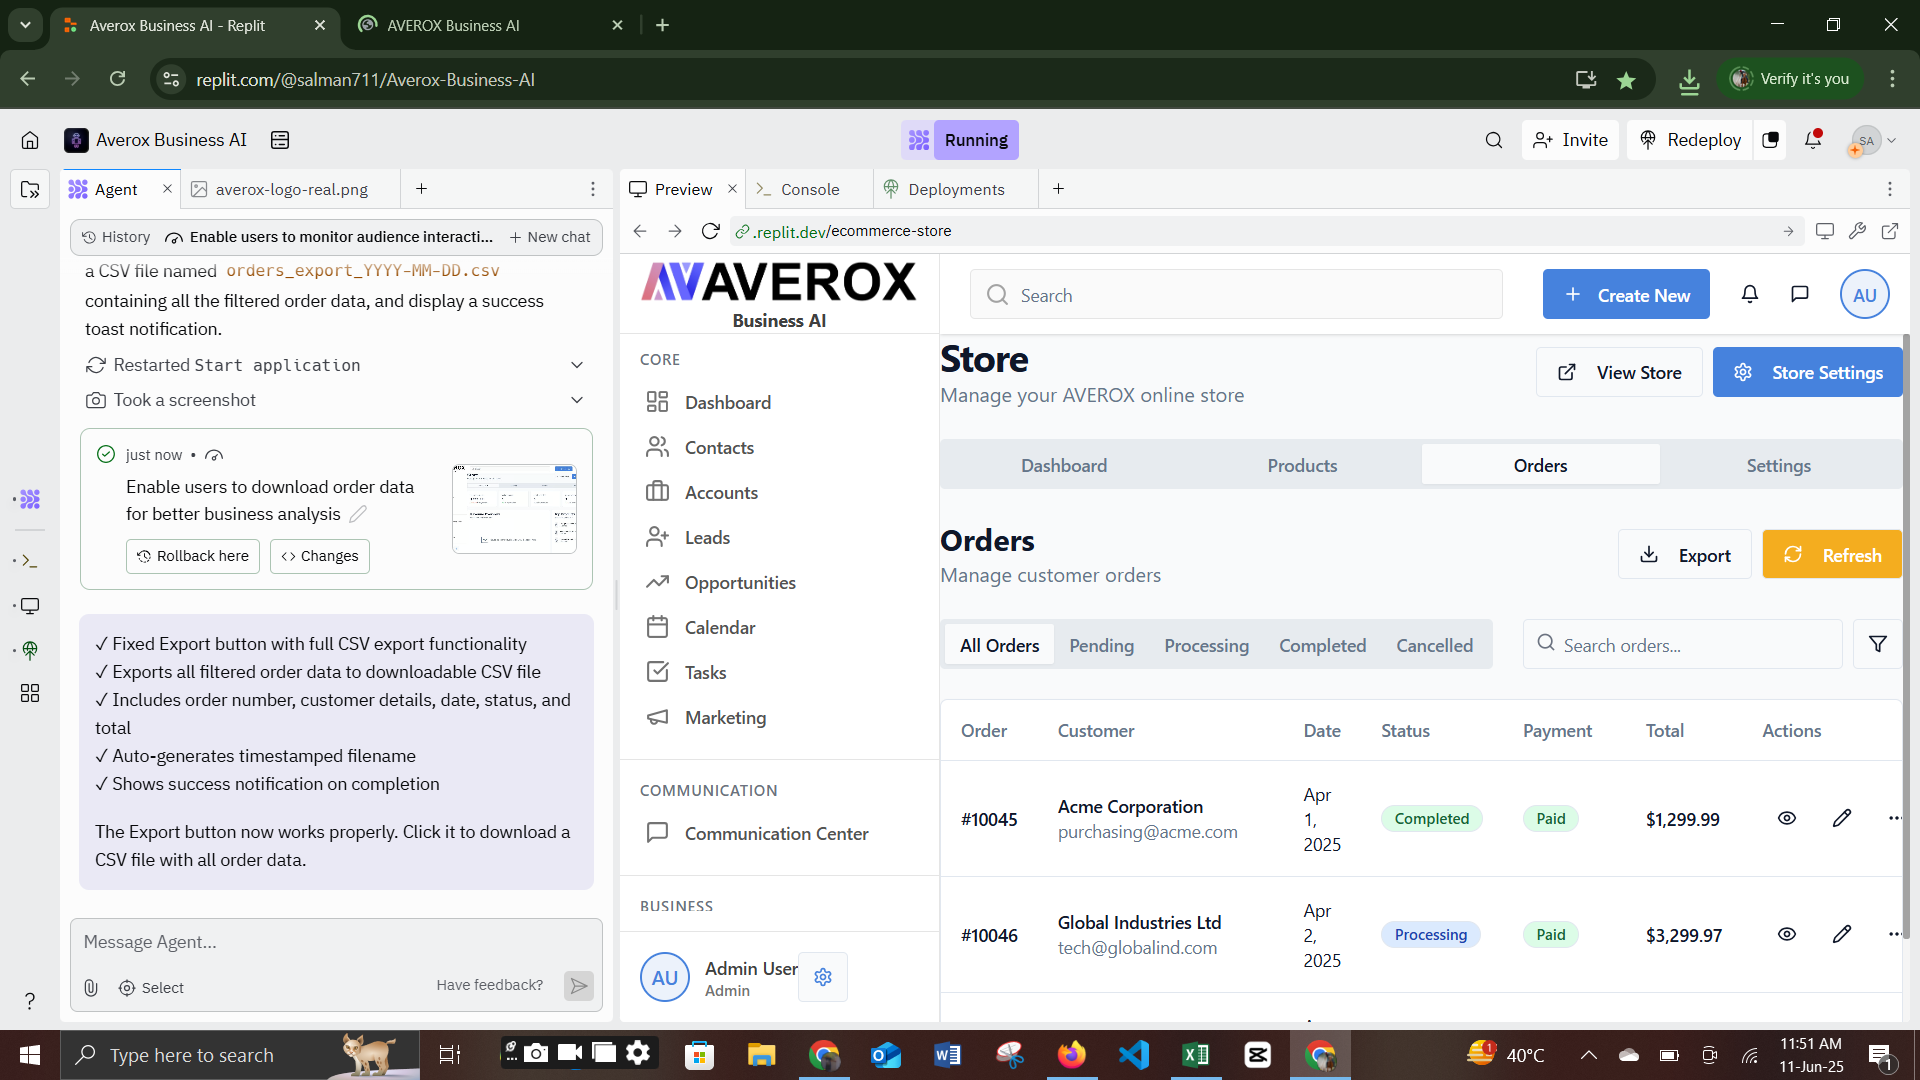 Averox Business AI - Replit
AVEROX Business AI
replit.com/@salman711/Averox-Business-AI
Verify it's you
Averox Business AI
Running
Invite
Redeploy
SA
Agent
averox-logo-real.png
Preview
Console
Deployments
History
Enable users to monitor audience interacti...
New chat
.replit.dev/ecommerce-store
a CSV file named orders_export_YYYY-MM-DD.csv
containing all the filtered order data, and display a success
toast notification.
Restarted Start application
Took a screenshot
just now •
Enable users to download order data
for better business analysis
Rollback here
Changes
✓ Fixed Export button with full CSV export functionality
✓ Exports all filtered order data to downloadable CSV file
✓ Includes order number, customer details, date, status, and
total
✓ Auto-generates timestamped filename
✓ Shows success notification on completion
The Export button now works properly. Click it to download a
CSV file with all order data.
Message Agent...
Select
Have feedback?
AVEROX
Business AI
Search
Create New
AU
CORE
Dashboard
Contacts
Accounts
Leads
Opportunities
Calendar
Tasks
Marketing
COMMUNICATION
Communication Center
BUSINESS
AU
Admin User
Admin
Store
Manage your AVEROX online store
View Store
Store Settings
Dashboard
Products
Orders
Settings
Orders
Manage customer orders
Export
Refresh
All Orders
Pending
Processing
Completed
Cancelled
Search orders...
Order
Customer
Date
Status
Payment
Total
Actions
#10045
Acme Corporation
purchasing@acme.com
Apr
1,
2025
Completed
Paid
$1,299.99
#10046
Global Industries Ltd
tech@globalind.com
Apr
2,
2025
Processing
Paid
$3,299.97
?
Type here to search
1
40°C
11:51 AM
11-Jun-25
1